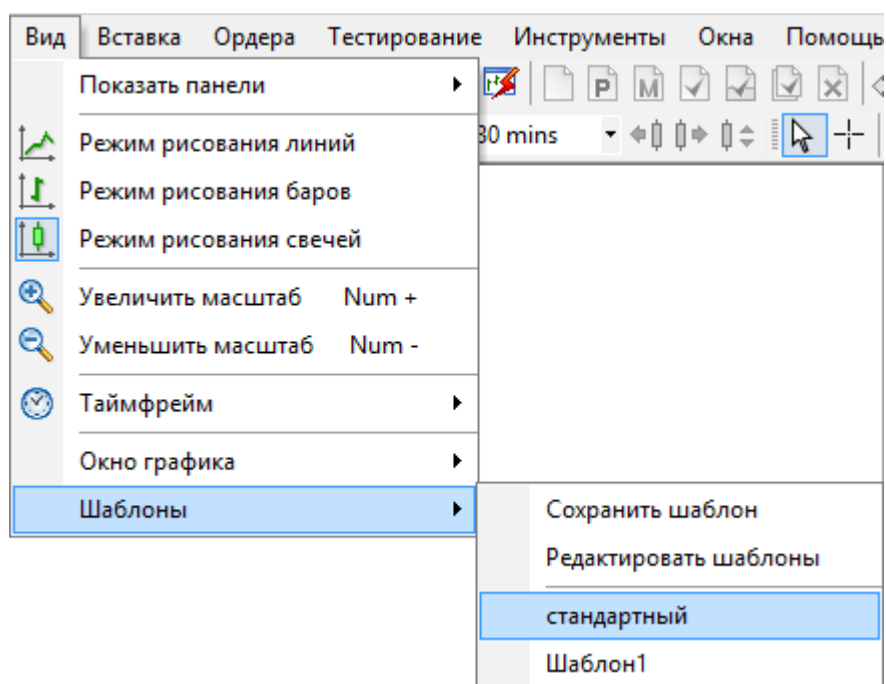 Вид Вставка Ордера Тестирование Инструменты Окна Помощь
Показать панели
P M
30 mins
Режим рисования линий
Режим рисования баров
Режим рисования свечей
Увеличить масштаб Num +
Уменьшить масштаб Num -
Таймфрейм
Окно графика
Шаблоны
Сохранить шаблон
Редактировать шаблоны
стандартный
Шаблон1